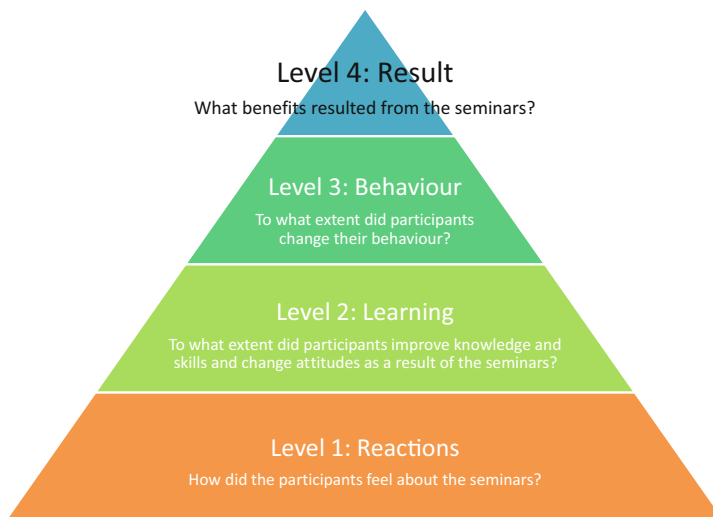 Level 4: Result
What benefits resulted from the seminars?
Level 3: Behaviour
To what extent did participants
change their behaviour?
Level 2: Learning
To what extent did participants improve knowledge and
skills and change attitudes as a result of the seminars?
Level 1: Reactions
How did the participants feel about the seminars?